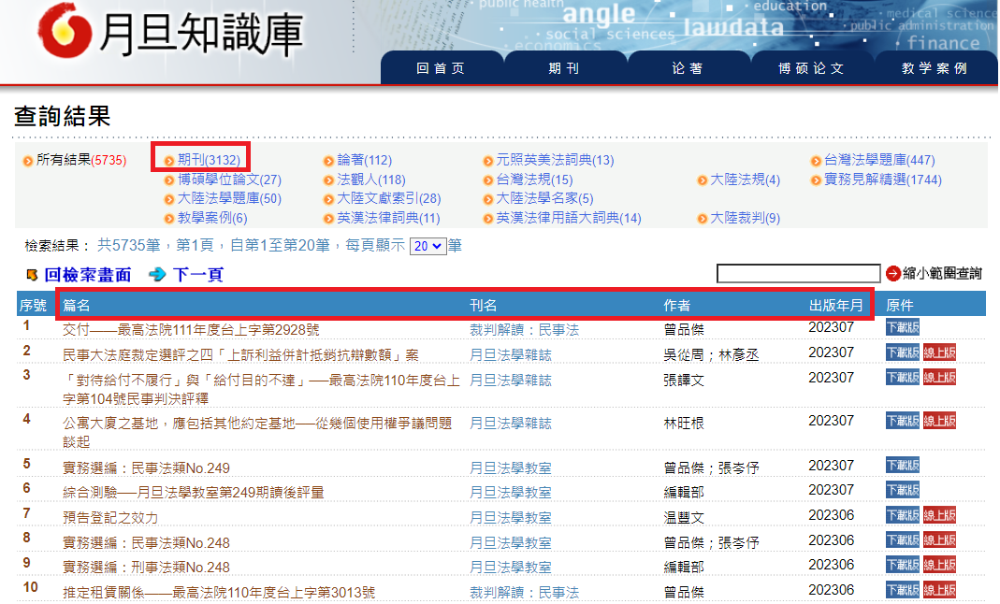 public health
education
angle
medical science
social sciences
lawdata
public administration
economics
finance
月旦知識庫
回首页 期刊 论著 博硕论文 教学案例
查詢結果
所有結果(5735) 期刊(3132) 論著(112) 元照英美法詞典(13) 台灣法學題庫(447)
博碩學位論文(27) 法觀人(118) 台灣法規(15) 大陸法規(4) 實務見解精選(1744)
大陸法學題庫(50) 大陸文獻索引(28) 大陸法學名家(5)
教學案例(6) 英漢法律詞典(11) 英漢法律用語大詞典(14) 大陸裁判(9)
檢索結果： 共5735筆，第1頁，自第1至第20筆，每頁顯示 20 筆
回檢索畫面 下一頁 縮小範圍查詢
序號 篇名 刊名 作者 出版年月 原件
1 交付——最高法院111年度台上字第2928號 裁判解讀：民事法 曾品傑 202307 下載版
2 民事大法庭裁定選評之四「上訴利益併計抵銷抗辯數額」案 月旦法學雜誌 吳從周；林彥丞 202307 下載版 線上版
3 「對待給付不履行」與「給付目的不達」──最高法院110年度台上 月旦法學雜誌 張譯文 202307 下載版 線上版
字第104號民事判決評釋
4 公寓大廈之基地，應包括其他約定基地──從幾個使用權爭議問題 月旦法學雜誌 林旺根 202307 下載版 線上版
談起
5 實務選編：民事法類No.249 月旦法學教室 曾品傑；張岑伃 202307 下載版
6 綜合測驗──月旦法學教室第249期讀後評量 月旦法學教室 編輯部 202307 下載版
7 預告登記之效力 月旦法學教室 温豐文 202306 下載版 線上版
8 實務選編：民事法類No.248 月旦法學教室 曾品傑；張岑伃 202306 下載版 線上版
9 實務選編：刑事法類No.248 月旦法學教室 編輯部 202306 下載版 線上版
10 推定租賃關係——最高法院110年度台上字第3013號 裁判解讀：民事法 曾品傑 202306 下載版 線上版